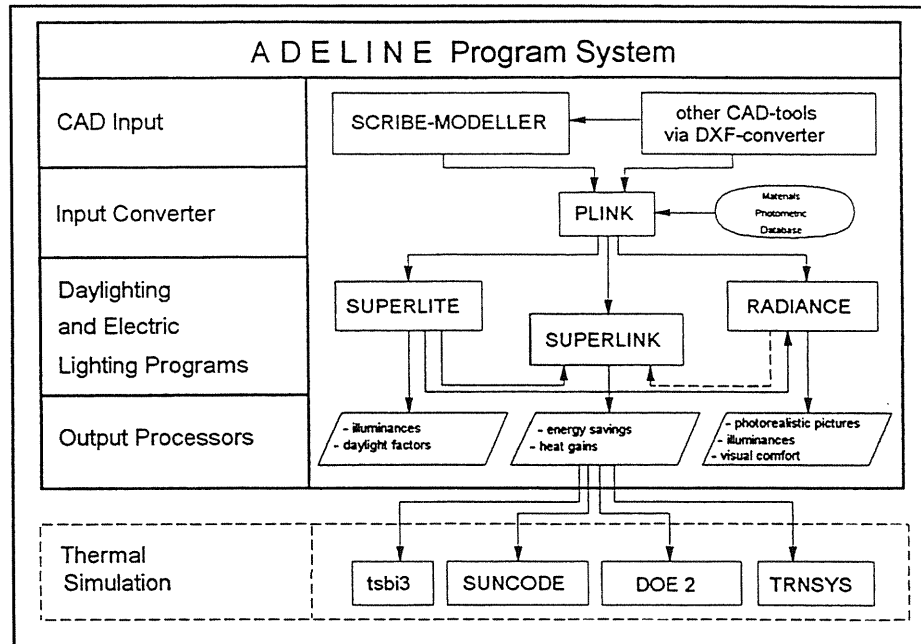 A D E L I N E Program System
CAD Input
SCRIBE-MODELLER
other CAD-tools
via DXF-converter
Input Converter
PLINK
Materials
Photometric
Database
Daylighting
and Electric
Lighting Programs
SUPERLITE
SUPERLINK
RADIANCE
Output Processors
- illuminances
- daylight factors
- energy savings
- heat gains
- photorealistic pictures
- illuminances
- visual comfort
Thermal
Simulation
tsbi3
SUNCODE
DOE 2
TRNSYS